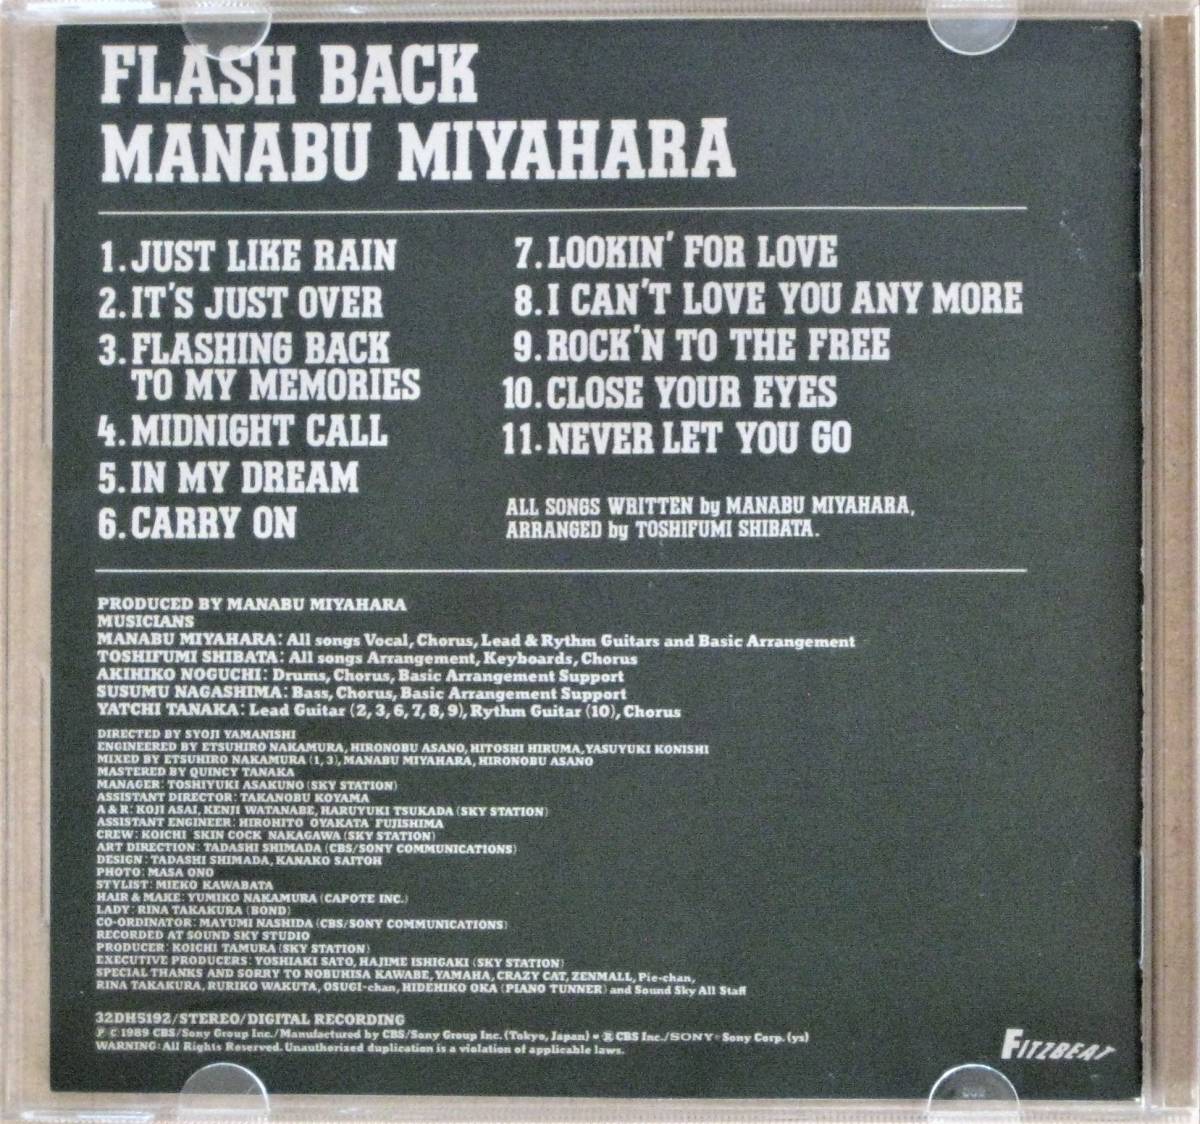 FLASH BACK
MANABU MIYAHARA
1. JUST LIKE RAIN
2. IT'S JUST OVER
3. FLASHING BACK
TO MY MEMORIES
4. MIDNIGHT CALL
5. IN MY DREAM
6. CARRY ON
7. LOOKIN' FOR LOVE
8. I CAN'T LOVE YOU ANY MORE
9. ROCK'N TO THE FREE
10. CLOSE YOUR EYES
11. NEVER LET YOU GO
ALL SONGS WRITTEN by MANABU MIYAHARA,
ARRANGED by TOSHIFUMI SHIBATA.
PRODUCED BY MANABU MIYAHARA
MUSICIANS
MANABU MIYAHARA: All songs Vocal, Chorus, Lead & Rythm Guitars and Basic Arrangement
TOSHIFUMI SHIBATA: All songs Arrangement, Keyboards, Chorus
AKIHIKO NOGUCHI: Drums, Chorus, Basic Arrangement Support
SUSUMU NAGASHIMA: Bass, Chorus, Basic Arrangement Support
YATCHI TANAKA: Lead Guitar (2, 3, 6, 7, 8, 9), Rythm Guitar (10), Chorus
DIRECTED BY SYOJI YAMANISHI
ENGINEERED BY ETSUHIRO NAKAMURA, HIRONOBU ASANO, HITOSHI HIRUMA, YASUYUKI KONISHI
MIXED BY ETSUHIRO NAKAMURA (1, 3), MANABU MIYAHARA, HIRONOBU ASANO
MASTERED BY QUINCY TANAKA
MANAGER: TOSHIYUKI ASAKUNO (SKY STATION)
ASSISTANT DIRECTOR: TAKANOBU KOYAMA
A & R: KOJI ASAI, KENJI WATANABE, HARUYUKI TSUKADA (SKY STATION)
ASSISTANT ENGINEER: HIROHITO OYAKATA FUJISHIMA
CREW: KOICHI SKIN COCK NAKAGAWA (SKY STATION)
ART DIRECTION: TADASHI SHIMADA (CBS/SONY COMMUNICATIONS)
DESIGN: TADASHI SHIMADA, KANAKO SAITOH
PHOTO: MASA ONO
STYLIST: MIEKO KAWABATA
HAIR & MAKE: YUMIKO NAKAMURA (CAPOTE INC.)
LADY: RINA TAKAKURA (BOND)
CO-ORDINATOR: MAYUMI NASHIDA (CBS/SONY COMMUNICATIONS)
RECORDED AT SOUND SKY STUDIO
PRODUCER: KOICHI TAMURA (SKY STATION)
EXECUTIVE PRODUCERS: YOSHIAKI SATO, HAJIME ISHIGAKI (SKY STATION)
SPECIAL THANKS AND SORRY TO NOBUHISA KAWABE, YAMAHA, CRAZY CAT, ZENMALL, Pie-chan,
RINA TAKAKURA, RURIKO WAKUTA, OSUGI-chan, HIDEHIKO OKA (PIANO TUNNER) and Sound Sky All Staff
32DH5192/STEREO/DIGITAL RECORDING
Ⓟ © 1989 CBS/Sony Group Inc./Manufactured by CBS/Sony Group Inc. (Tokyo, Japan) CBS Inc./SONY Sony Corp. (ys)
WARNING: All Rights Reserved. Unauthorized duplication is a violation of applicable laws.
FITZBEAT